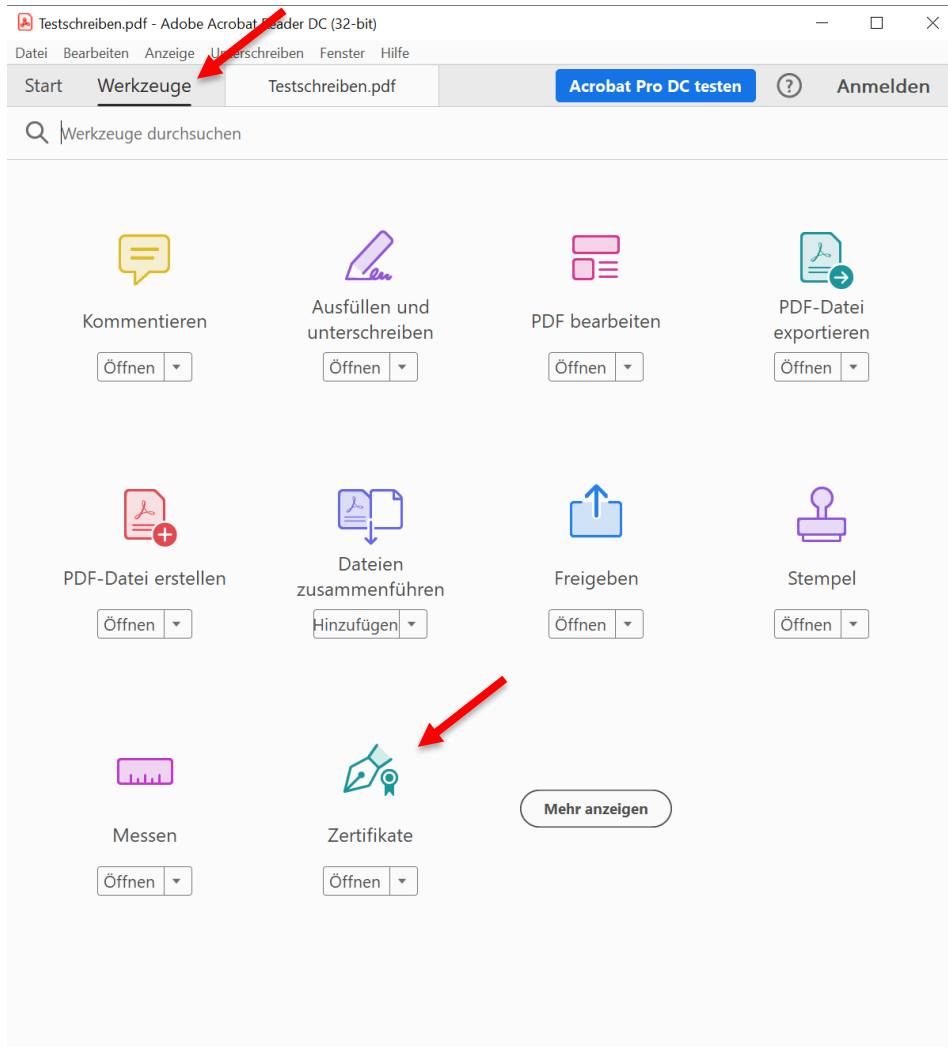 Testschreiben.pdf - Adobe Acrobat Reader DC (32-bit)
Datei Bearbeiten Anzeige Unterschreiben Fenster Hilfe
Start Werkzeuge Testschreiben.pdf Acrobat Pro DC testen ? Anmelden
Werkzeuge durchsuchen
Kommentieren
Öffnen
Ausfüllen und
unterschreiben
Öffnen
PDF bearbeiten
Öffnen
PDF-Datei
exportieren
Öffnen
PDF-Datei erstellen
Öffnen
Dateien
zusammenführen
Hinzufügen
Freigeben
Öffnen
Stempel
Öffnen
Messen
Öffnen
Zertifikate
Öffnen
Mehr anzeigen